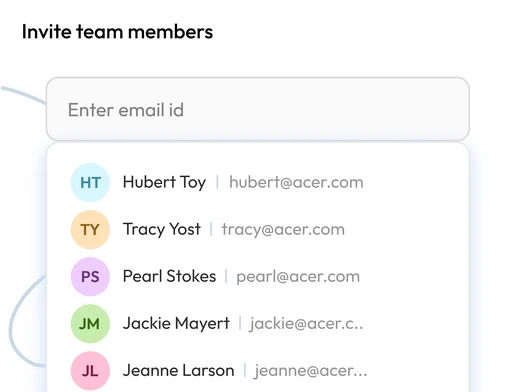 Invite team members
Enter email id
HT Hubert Toy | hubert@acer.com
TY Tracy Yost | tracy@acer.com
PS Pearl Stokes | pearl@acer.com
JM Jackie Mayert | jackie@acer.c..
JL Jeanne Larson | jeanne@acer...